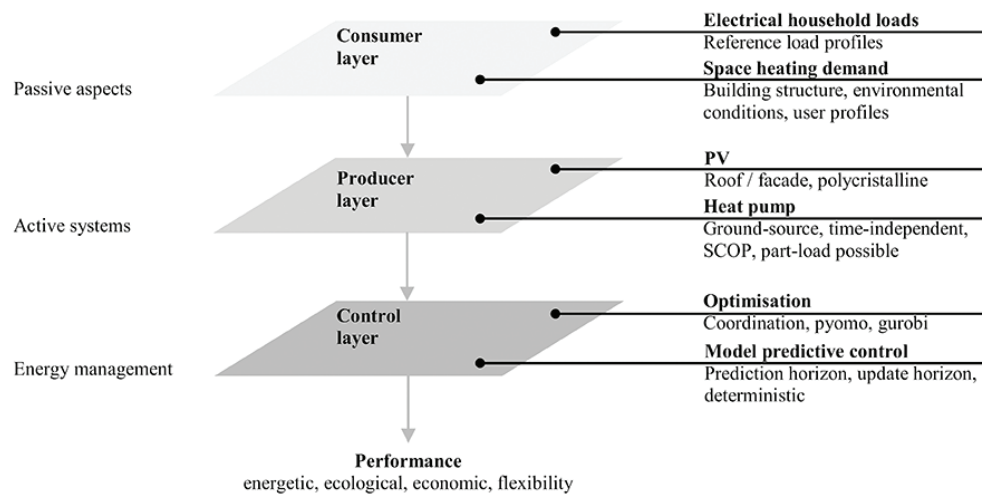 Passive aspects
Consumer
layer
Electrical household loads
Reference load profiles
Space heating demand
Building structure, environmental
conditions, user profiles
Active systems
Producer
layer
PV
Roof / facade, polycristalline
Heat pump
Ground-source, time-independent,
SCOP, part-load possible
Energy management
Control
layer
Optimisation
Coordination, pyomo, gurobi
Model predictive control
Prediction horizon, update horizon,
deterministic
Performance
energetic, ecological, economic, flexibility